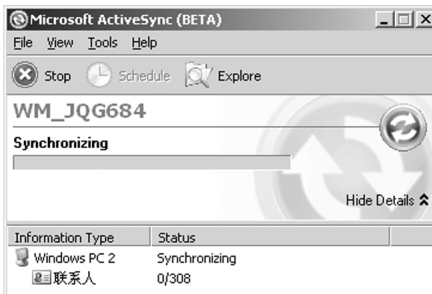 Microsoft ActiveSync (BETA)
File View Tools Help
Stop Schedule Explore
WM_JQG684
Synchronizing
Hide Details
Information Type Status
Windows PC 2 Synchronizing
联系人 0/308